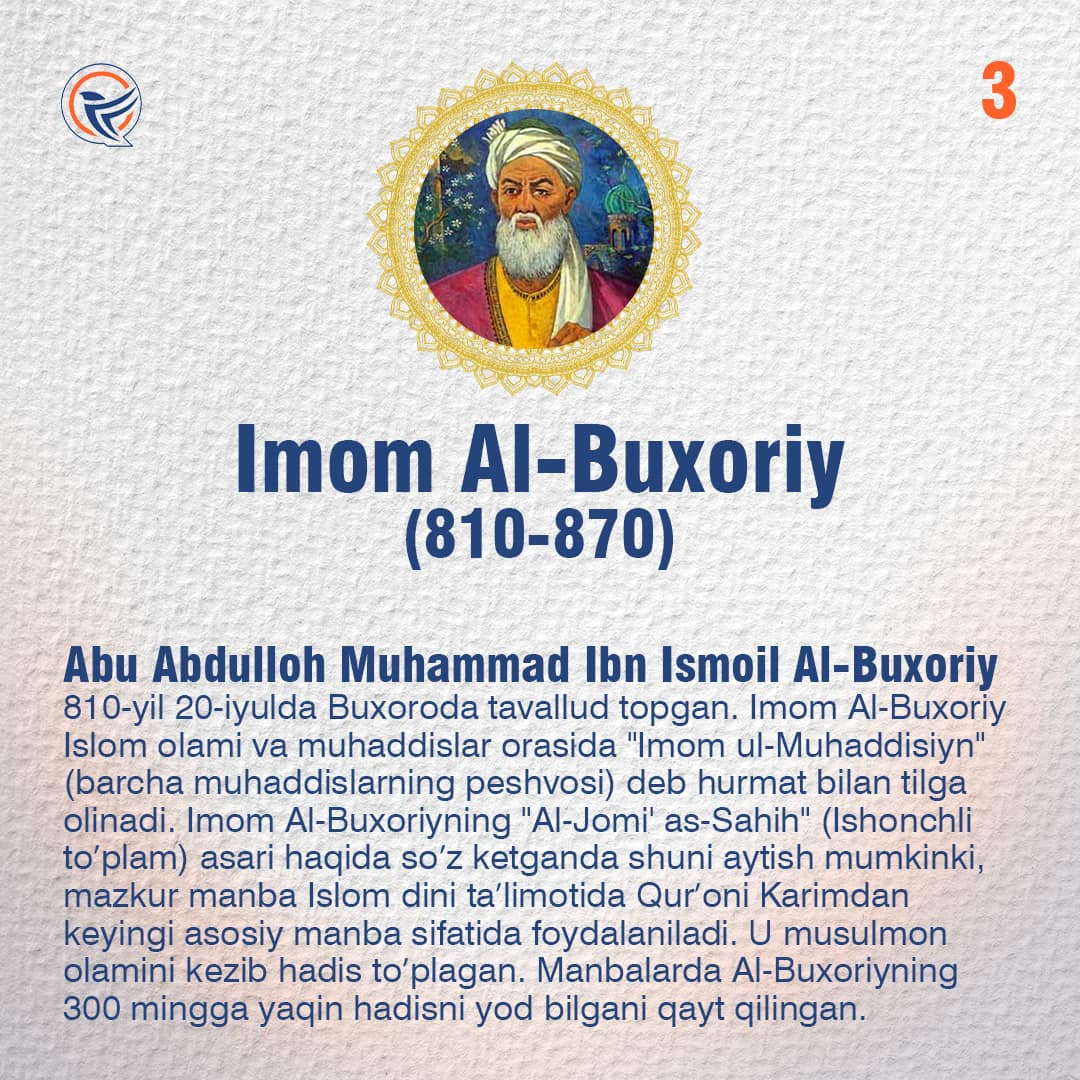 3
Imom Al-Buxoriy
(810-870)
Abu Abdulloh Muhammad Ibn Ismoil Al-Buxoriy
810-yil 20-iyulda Buxoroda tavallud topgan. Imom Al-Buxoriy
Islom olami va muhaddislar orasida "Imom ul-Muhaddisiyn"
(barcha muhaddislarning peshvosi) deb hurmat bilan tilga
olinadi. Imom Al-Buxoriyning "Al-Jomi' as-Sahih" (Ishonchli
to‘plam) asari haqida so‘z ketganda shuni aytish mumkinki,
mazkur manba Islom dini ta’limotida Qur’oni Karimdan
keyingi asosiy manba sifatida foydalaniladi. U musulmon
olamini kezib hadis to‘plagan. Manbalarda Al-Buxoriyning
300 mingga yaqin hadisni yod bilgani qayt qilingan.